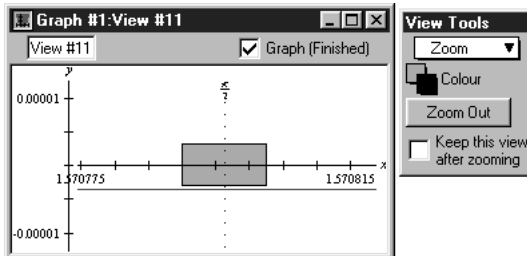 Graph #1:View #11
View #11
Graph (Finished)
y
0.00001
x
1.570775
1.570815
-0.00001
View Tools
Zoom
Colour
Zoom Out
Keep this view
after zooming